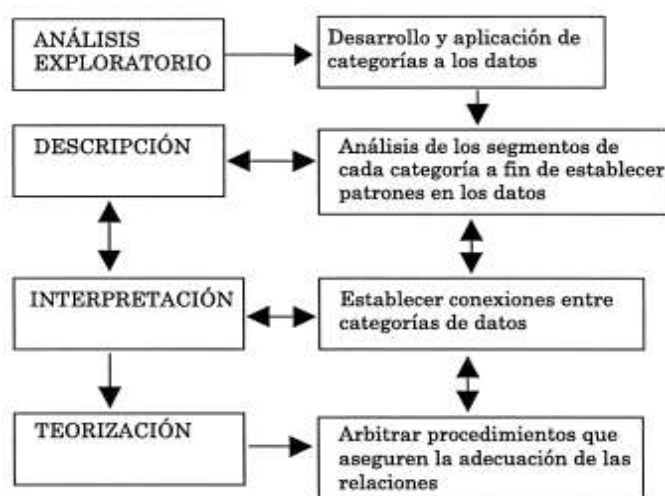 ANÁLISIS
EXPLORATORIO
Desarrollo y aplicación de
categorías a los datos
DESCRIPCIÓN
Análisis de los segmentos de
cada categoría a fin de establecer
patrones en los datos
INTERPRETACIÓN
Establecer conexiones entre
categorías de datos
TEORIZACIÓN
Arbitrar procedimientos que
aseguren la adecuación de las
relaciones